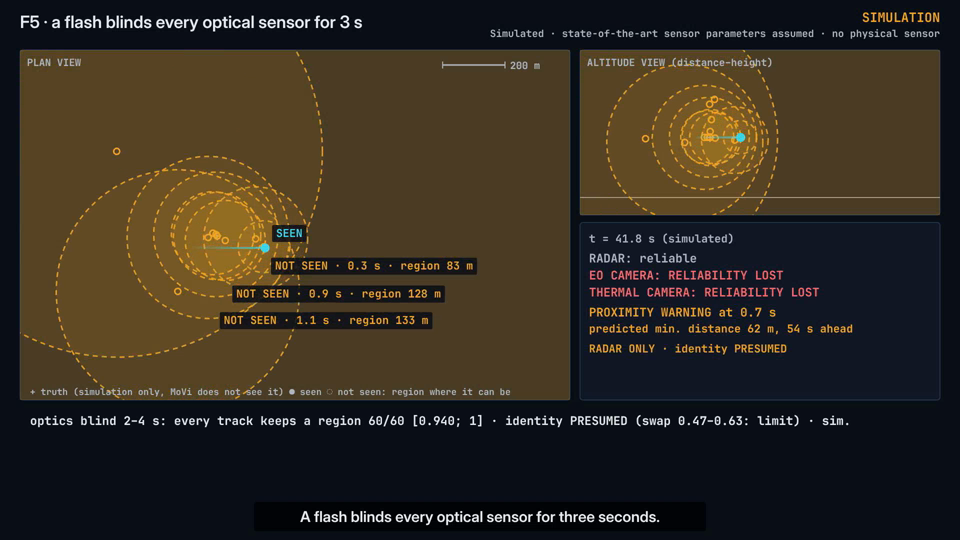 F5 · a flash blinds every optical sensor for 3 s
SIMULATION
Simulated · state-of-the-art sensor parameters assumed · no physical sensor
PLAN VIEW
200 m
ALTITUDE VIEW (distance-height)
SEEN
NOT SEEN · 0.3 s · region 83 m
NOT SEEN · 0.9 s · region 128 m
NOT SEEN · 1.1 s · region 133 m
+ truth (simulation only, MoVi does not see it) ● seen ○ not seen: region where it can be
t = 41.8 s (simulated)
RADAR: reliable
EO CAMERA: RELIABILITY LOST
THERMAL CAMERA: RELIABILITY LOST
PROXIMITY WARNING at 0.7 s
predicted min. distance 62 m, 54 s ahead
RADAR ONLY · identity PRESUMED
optics blind 2–4 s: every track keeps a region 60/60 [0.940; 1] · identity PRESUMED (swap 0.47–0.63: limit) · sim.
A flash blinds every optical sensor for three seconds.